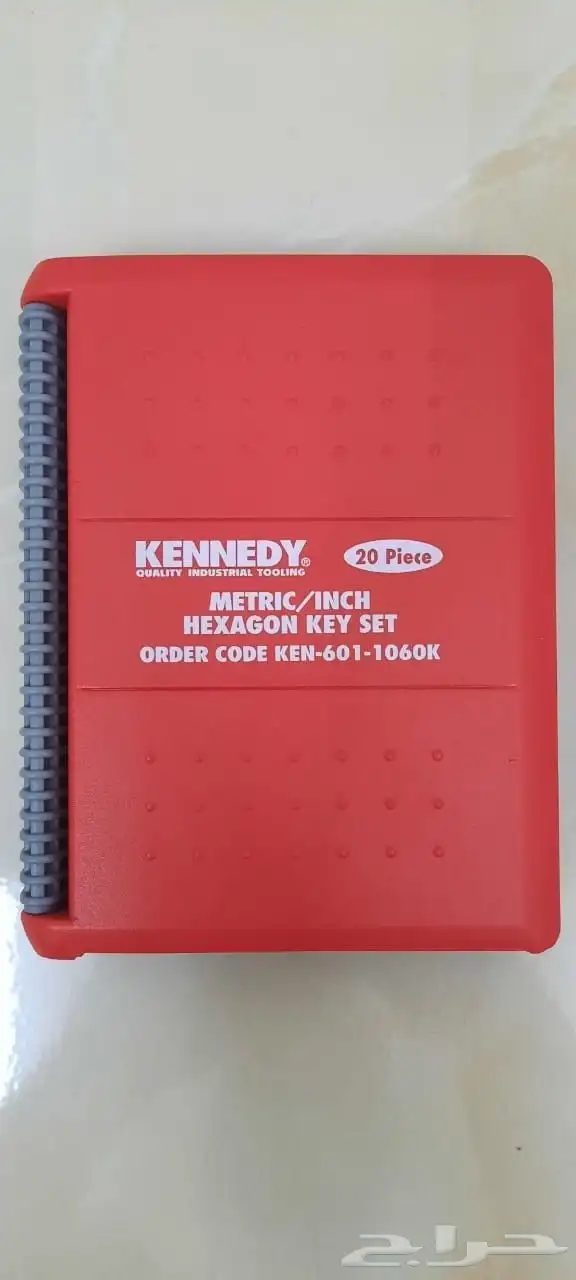 KENNEDY®
20 Piece
QUALITY INDUSTRIAL TOOLING
METRIC/INCH
HEXAGON KEY SET
ORDER CODE KEN-601-1060K
حراج